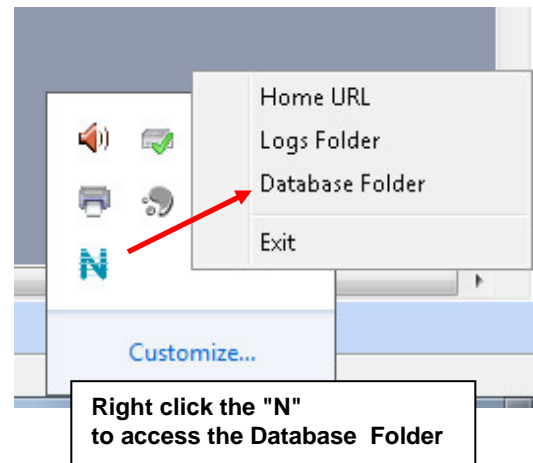 Home URL
Logs Folder
Database Folder
Exit
N
Customize...
Right click the "N"
to access the Database Folder